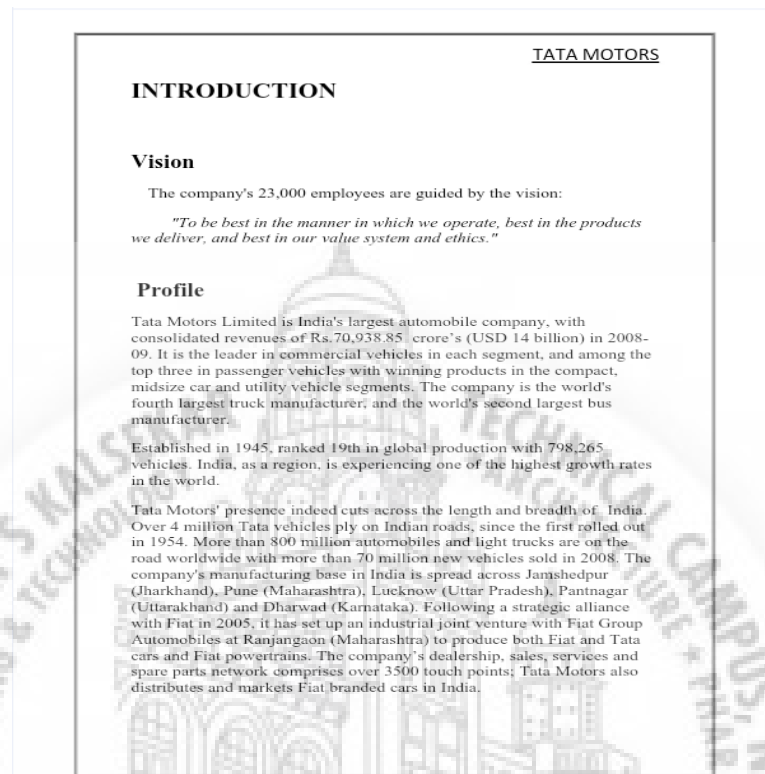 TATA MOTORS
INTRODUCTION
Vision
The company's 23,000 employees are guided by the vision:
"To be best in the manner in which we operate, best in the products
we deliver, and best in our value system and ethics."
Profile
Tata Motors Limited is India's largest automobile company, with
consolidated revenues of Rs.70,938.85 crore's (USD 14 billion) in 2008-
09. It is the leader in commercial vehicles in each segment, and among the
top three in passenger vehicles with winning products in the compact,
midsize car and utility vehicle segments. The company is the world's
fourth largest truck manufacturer, and the world's second largest bus
manufacturer.
Established in 1945, ranked 19th in global production with 798,265
vehicles. India, as a region, is experiencing one of the highest growth rates
in the world.
Tata Motors' presence indeed cuts across the length and breadth of India.
Over 4 million Tata vehicles ply on Indian roads, since the first rolled out
in 1954. More than 800 million automobiles and light trucks are on the
road worldwide with more than 70 million new vehicles sold in 2008. The
company's manufacturing base in India is spread across Jamshedpur
(Jharkhand), Pune (Maharashtra), Lucknow (Uttar Pradesh), Pantnagar
(Uttarakhand) and Dharwad (Karnataka). Following a strategic alliance
with Fiat in 2005, it has set up an industrial joint venture with Fiat Group
Automobiles at Ranjangaon (Maharashtra) to produce both Fiat and Tata
cars and Fiat powertrains. The company's dealership, sales, services and
spare parts network comprises over 3500 touch points; Tata Motors also
distributes and markets Fiat branded cars in India.